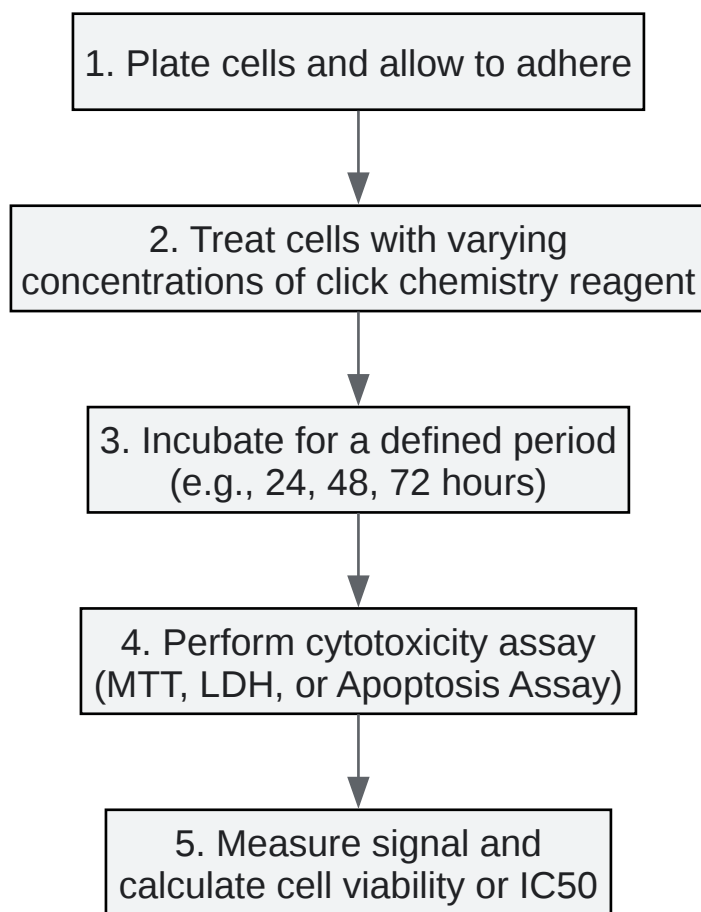 1. Plate cells and allow to adhere
2. Treat cells with varying
concentrations of click chemistry reagent
3. Incubate for a defined period
(e.g., 24, 48, 72 hours)
4. Perform cytotoxicity assay
(MTT, LDH, or Apoptosis Assay)
5. Measure signal and
calculate cell viability or IC50